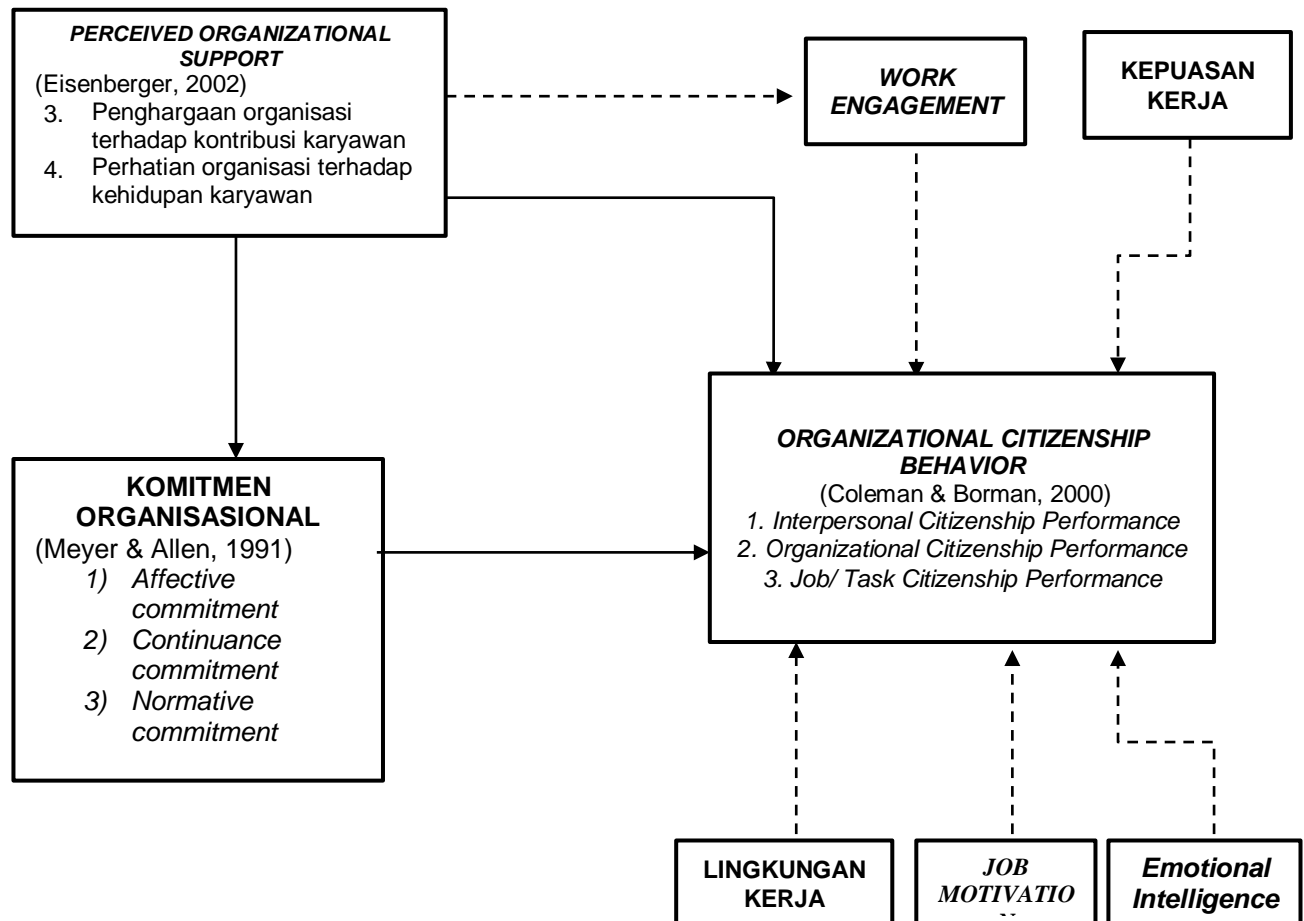 PERCEIVED ORGANIZATIONAL
SUPPORT
(Eisenberger, 2002)
3. Penghargaan organisasi
terhadap kontribusi karyawan
4. Perhatian organisasi terhadap
kehidupan karyawan
WORK
ENGAGEMENT
KEPUASAN
KERJA
KOMITMEN
ORGANISASIONAL
(Meyer & Allen, 1991)
1) Affective
commitment
2) Continuance
commitment
3) Normative
commitment
ORGANIZATIONAL CITIZENSHIP
BEHAVIOR
(Coleman & Borman, 2000)
1. Interpersonal Citizenship Performance
2. Organizational Citizenship Performance
3. Job/ Task Citizenship Performance
LINGKUNGAN
KERJA
JOB
MOTIVATIO
Emotional
Intelligence